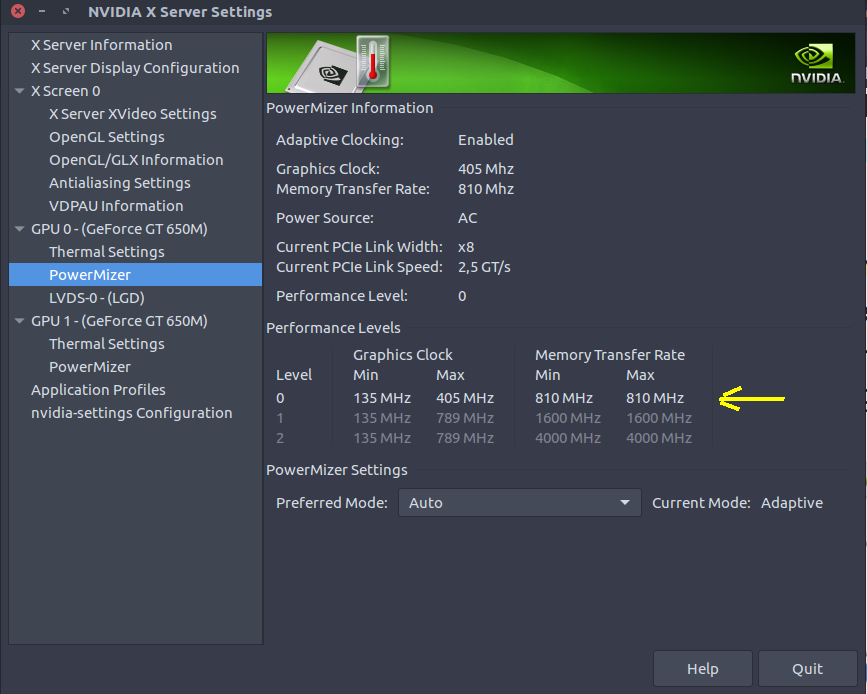 NVIDIA X Server Settings
X Server Information
X Server Display Configuration
X Screen 0
X Server XVideo Settings
OpenGL Settings
OpenGL/GLX Information
Antialiasing Settings
VDPAU Information
GPU 0 - (GeForce GT 650M)
Thermal Settings
PowerMizer
LVDS-0 - (LGD)
GPU 1 - (GeForce GT 650M)
Thermal Settings
PowerMizer
Application Profiles
nvidia-settings Configuration
NVIDIA.
PowerMizer Information
Adaptive Clocking: Enabled
Graphics Clock: 405 Mhz
Memory Transfer Rate: 810 Mhz
Power Source: AC
Current PCIe Link Width: x8
Current PCIe Link Speed: 2,5 GT/s
Performance Level: 0
Performance Levels
Graphics Clock Memory Transfer Rate
Level Min Max Min Max
0 135 MHz 405 MHz 810 MHz 810 MHz
1 135 MHz 789 MHz 1600 MHz 1600 MHz
2 135 MHz 789 MHz 4000 MHz 4000 MHz
PowerMizer Settings
Preferred Mode: Auto Current Mode: Adaptive
Help Quit